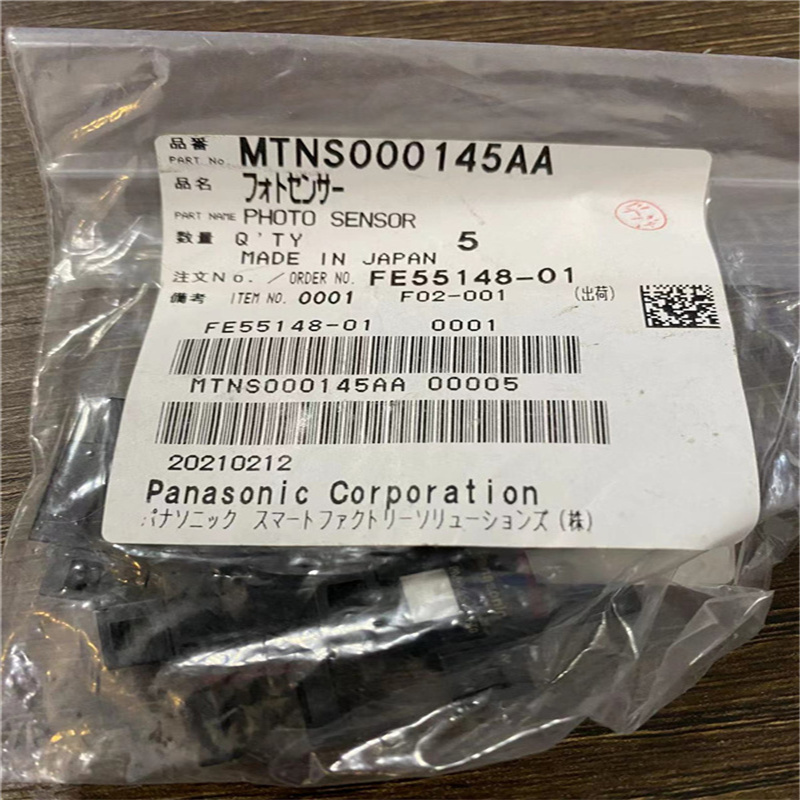 品番
PART No. MTNS000145AA
品名 フォトセンサー
PART NAME PHOTO SENSOR
数量 Q'TY 5
MADE IN JAPAN
注文No. / ORDER NO. FE55148-01
備考 ITEM NO. 0001 F02-001 (出荷)
FE55148-01 0001
MTNS000145AA 00005
20210212
Panasonic Corporation
パナソニック スマートファクトリーソリューションズ (株)